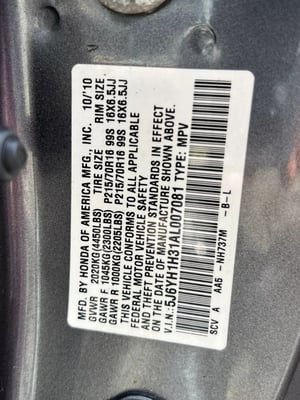 MFD. BY HONDA OF AMERICA MFG., INC. 10/'10
GVWR 2020KG(4450LBS) TIRE SIZE RIM SIZE
GAWR F 1045KG(2300LBS) P215/70R16 99S 16X6.5JJ
GAWR R 1000KG(2205LBS) P215/70R16 99S 16X6.5JJ
THIS VEHICLE CONFORMS TO ALL APPLICABLE
FEDERAL MOTOR VEHICLE SAFETY
AND THEFT PREVENTION STANDARDS IN EFFECT
ON THE DATE OF MANUFACTURE SHOWN ABOVE.
V.I.N.:5J6YH1H31AL007081 TYPE: MPV
SCV A AA5 -NH737M -B-L